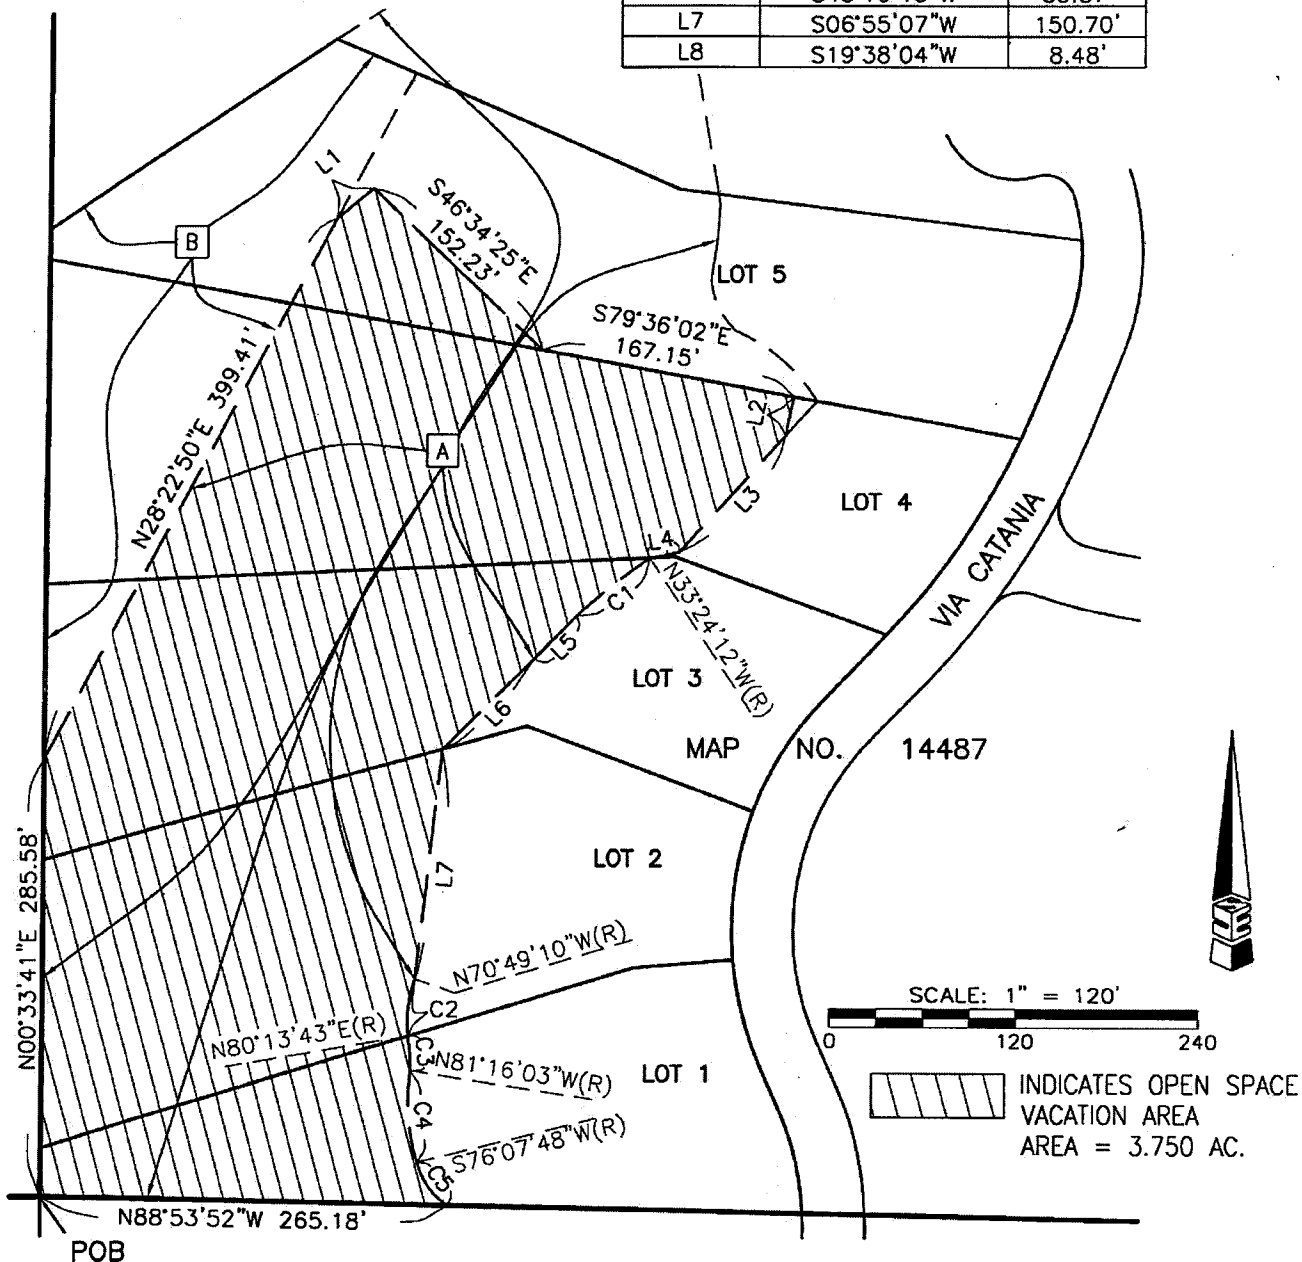 L7 S06°55'07"W 150.70'
L8 S19°38'04"W 8.48'
L1
S46°34'25"E
152.23'
B
LOT 5
S79°36'02"E
167.15'
N28°22'50"E 399.41'
A
L2
L3
LOT 4
L4
C1
N33°24'12"W(R)
VIA CATANIA
L5
LOT 3
L6
MAP NO. 14487
N00°33'41"E 285.58'
LOT 2
L7
N70°49'10"W(R)
C2
N80°13'43"E(R)
C3
N81°16'03"W(R)
LOT 1
C4
S76°07'48"W(R)
C5
N88°53'52"W 265.18'
POB
SCALE: 1" = 120'
0 120 240
INDICATES OPEN SPACE
VACATION AREA
AREA = 3.750 AC.